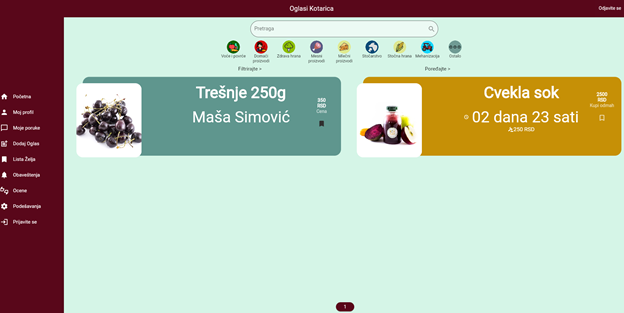 Oglasi Kotarica
Odjavite se
Pretraga
Voće i povrće
Domaći proizvodi
Zdrava hrana
Mesni proizvodi
Mlečni proizvodi
Stočarstvo
Stočna hrana
Mehanizacija
Ostalo
Filtrirajte
Poređajte
Početna
Moj profil
Moje poruke
Dodaj Oglas
Lista Želja
Obaveštenja
Ocene
Podešavanja
Prijavite se
Trešnje 250g
Maša Simović
350
RSD
Cena
Cvekla sok
02 dana 23 sati
250 RSD
2500
RSD
Kupi odmah
1